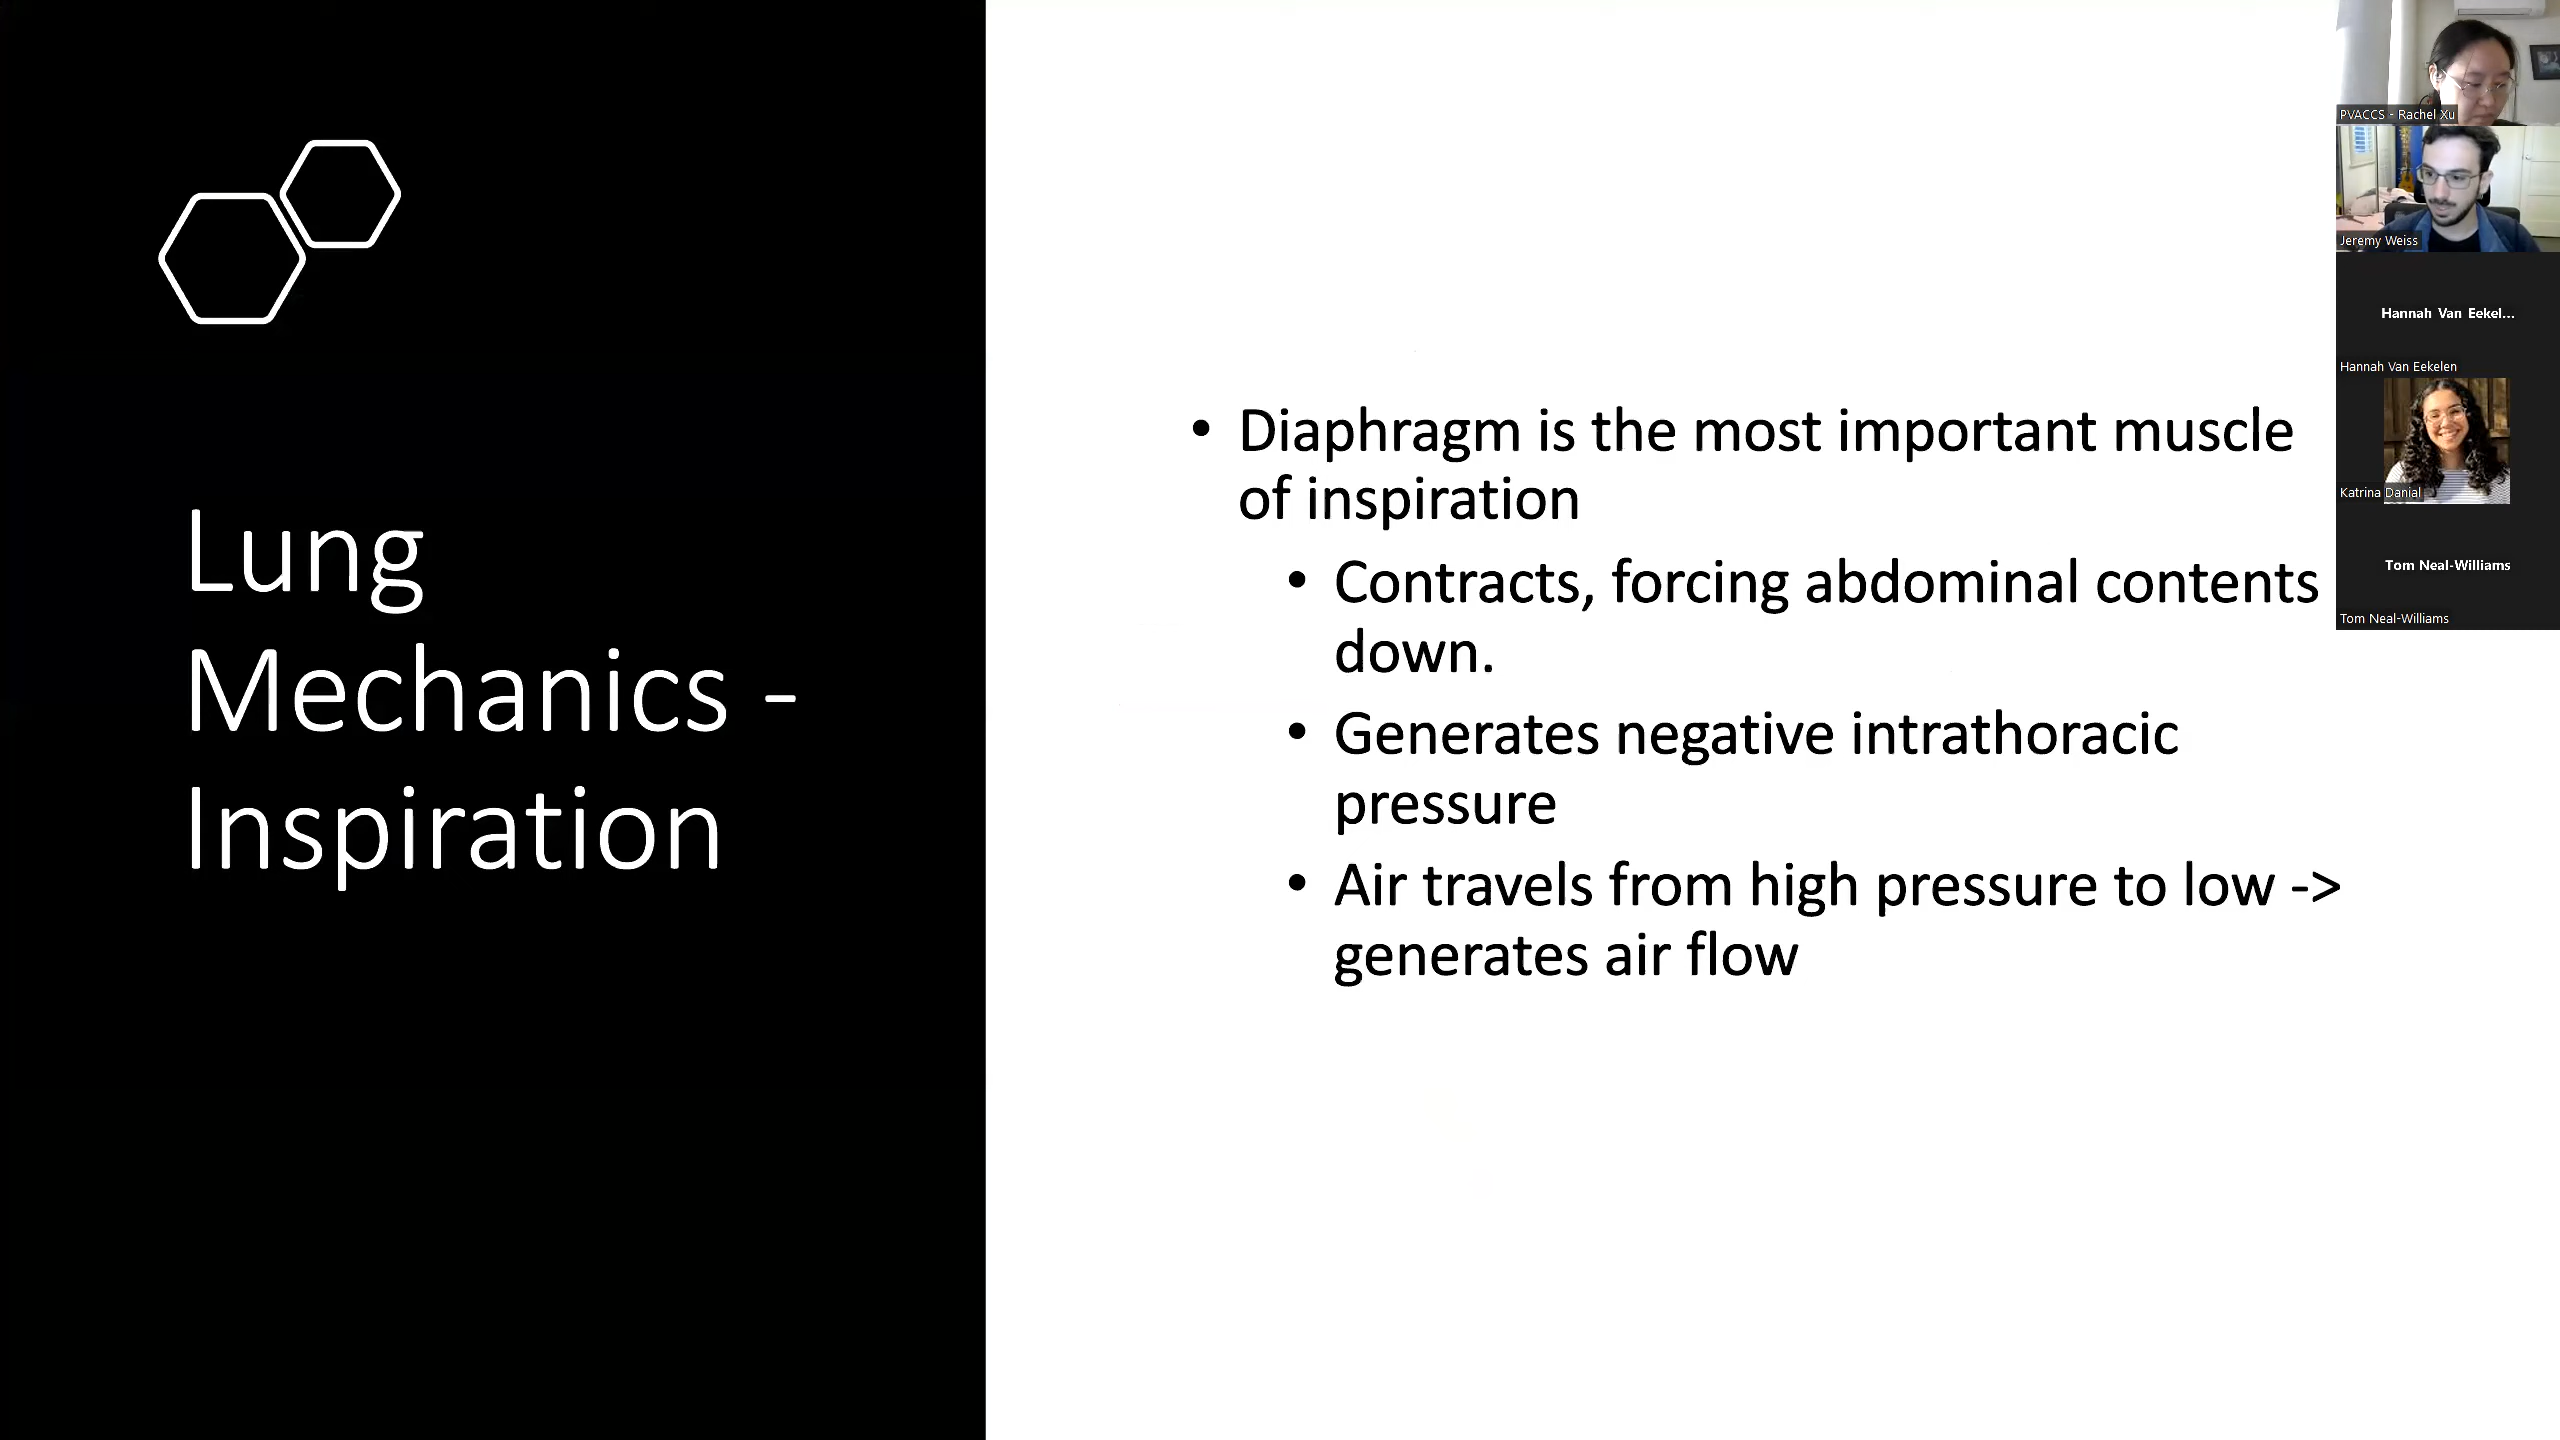 Lung
Mechanics -
Inspiration
• Diaphragm is the most important muscle
of inspiration
• Contracts, forcing abdominal contents
down.
• Generates negative intrathoracic
pressure
• Air travels from high pressure to low ->
generates air flow
PVACCS - Rachel Xu
Jeremy Weiss
Hannah Van Eekel...
Hannah Van Eekelen
Katrina Danial
Tom Neal-Williams
Tom Neal-Williams